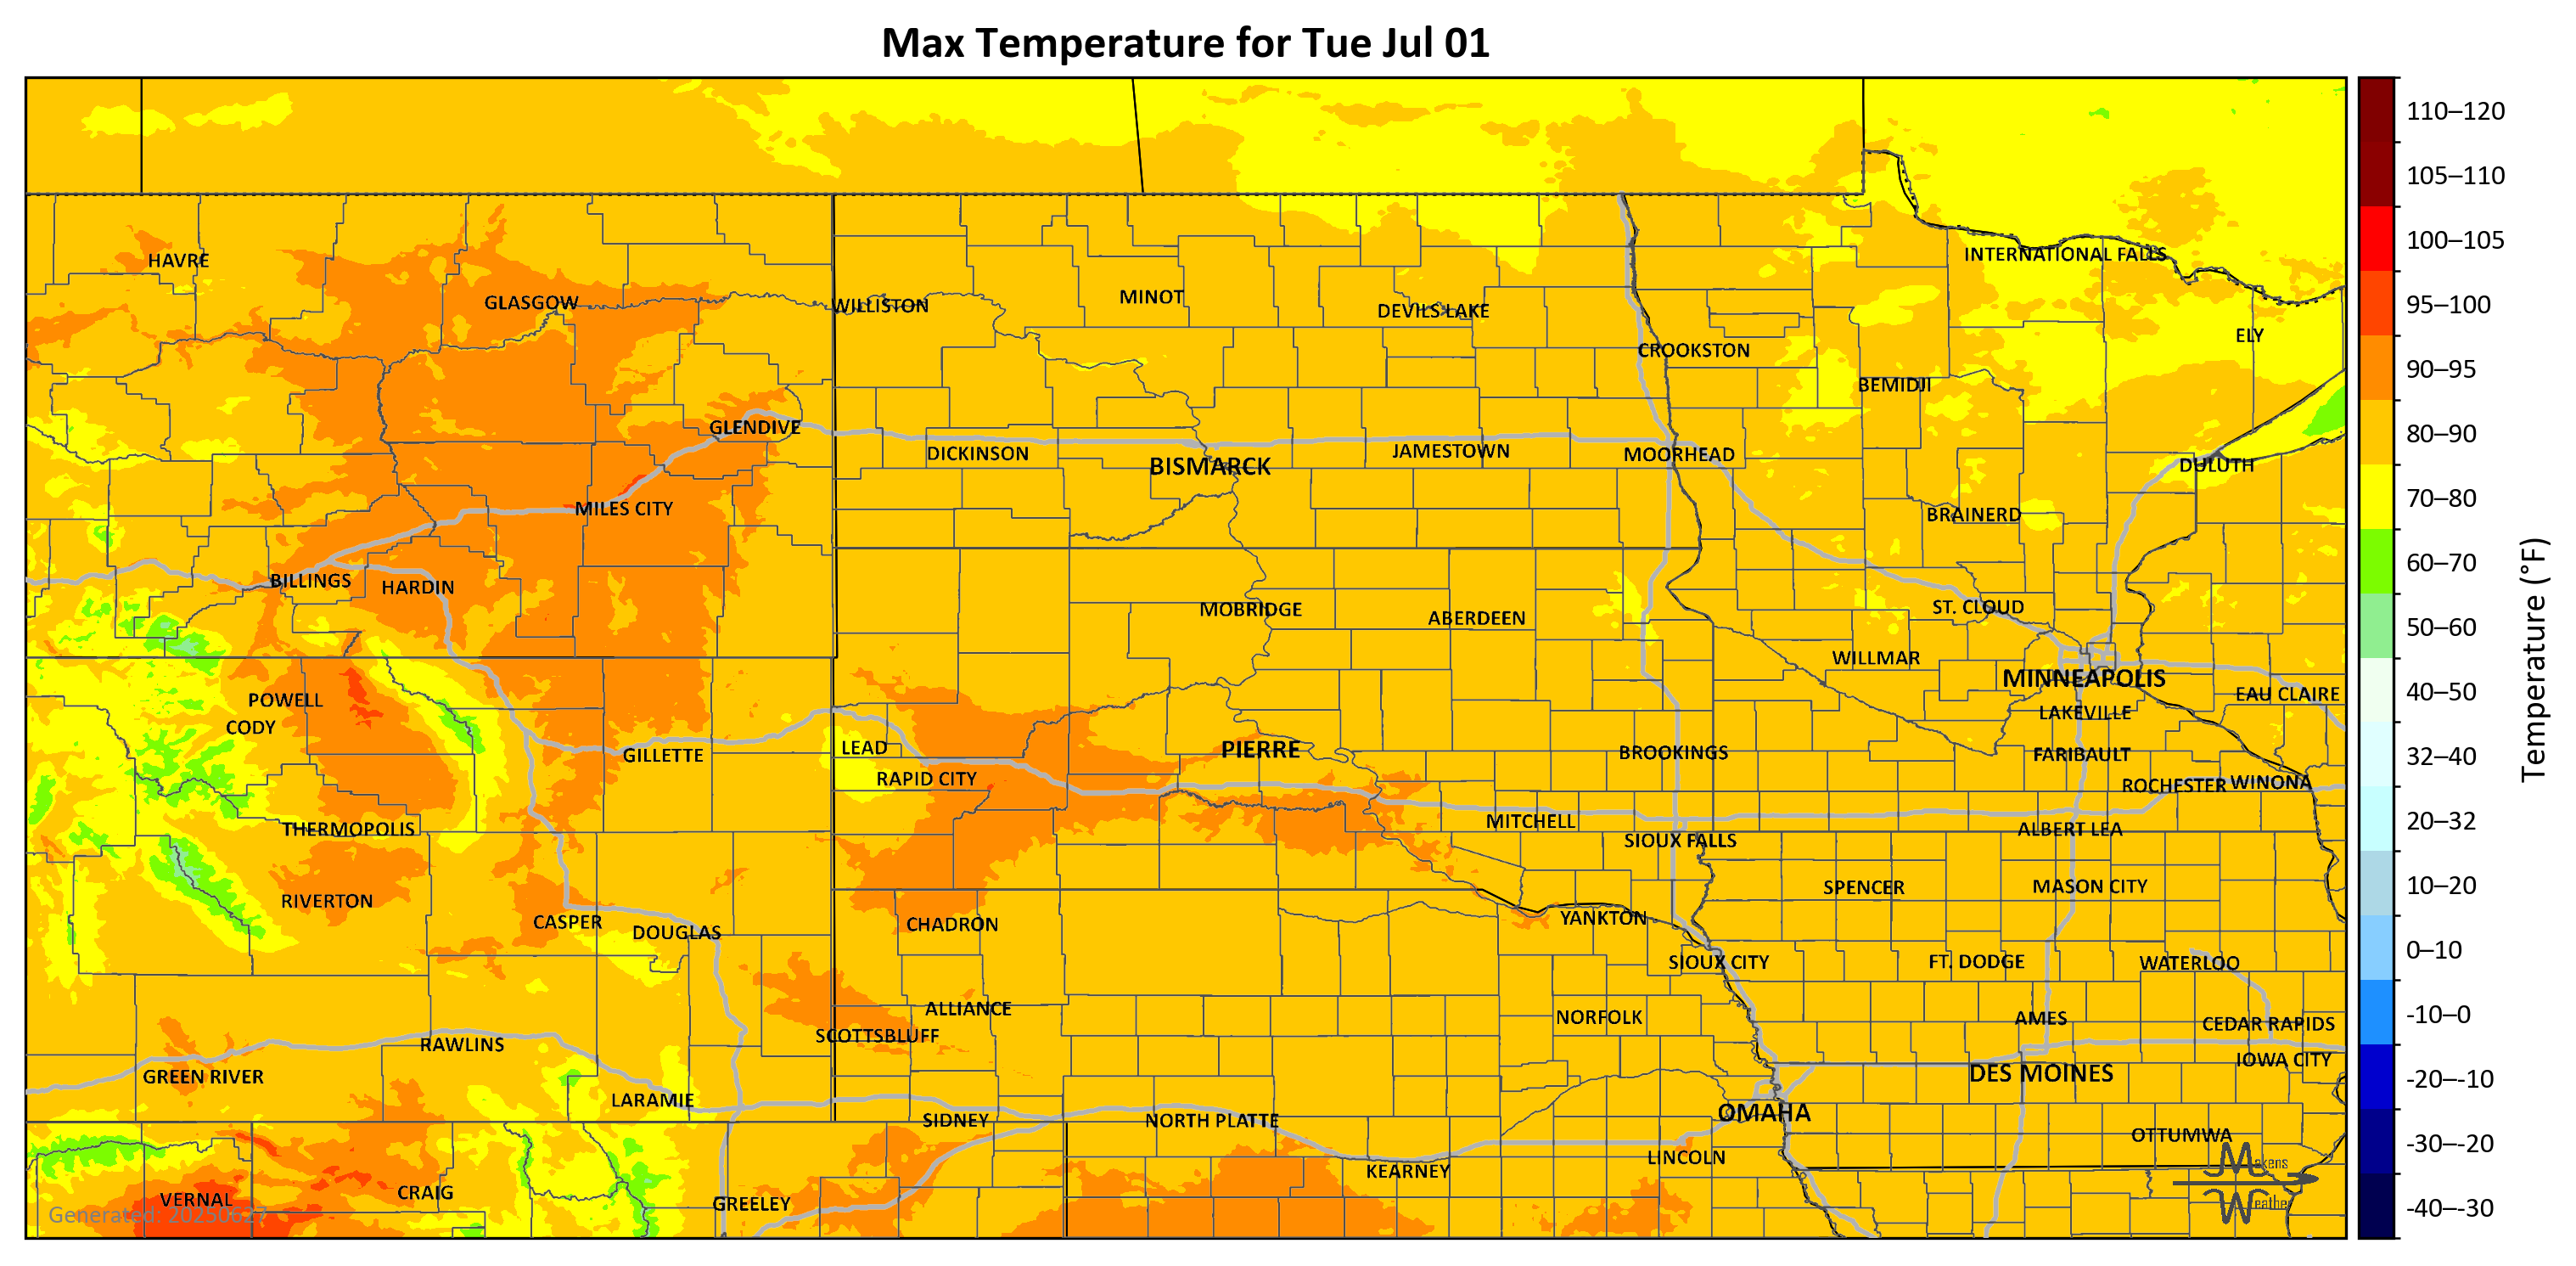 Max Temperature for Tue Jul 01
110–120
105–110
100–105
95–100
90–95
80–90
70–80
60–70
50–60
40–50
32–40
20–32
10–20
0–10
-10–0
-20–-10
-30–-20
-40–-30
Temperature (°F)
HAVRE
GLASGOW
WILLISTON
MINOT
DEVILS LAKE
INTERNATIONAL FALLS
CROOKSTON
ELY
BEMIDJI
GLENDIVE
DICKINSON
BISMARCK
JAMESTOWN
MOORHEAD
DULUTH
MILES CITY
BRAINERD
BILLINGS
HARDIN
MOBRIDGE
ABERDEEN
ST. CLOUD
WILLMAR
MINNEAPOLIS
EAU CLAIRE
POWELL
CODY
LAKEVILLE
GILLETTE
LEAD
PIERRE
BROOKINGS
FARIBAULT
RAPID CITY
ROCHESTER
WINONA
THERMOPOLIS
MITCHELL
SIOUX FALLS
ALBERT LEA
RIVERTON
SPENCER
MASON CITY
CASPER
DOUGLAS
CHADRON
YANKTON
SIOUX CITY
FT. DODGE
WATERLOO
ALLIANCE
NORFOLK
AMES
CEDAR RAPIDS
SCOTTSBLUFF
RAWLINS
IOWA CITY
GREEN RIVER
DES MOINES
LARAMIE
SIDNEY
NORTH PLATTE
OMAHA
OTTUMWA
LINCOLN
KEARNEY
VERNAL
CRAIG
GREELEY
Generated: 20250627
Makens
Weather